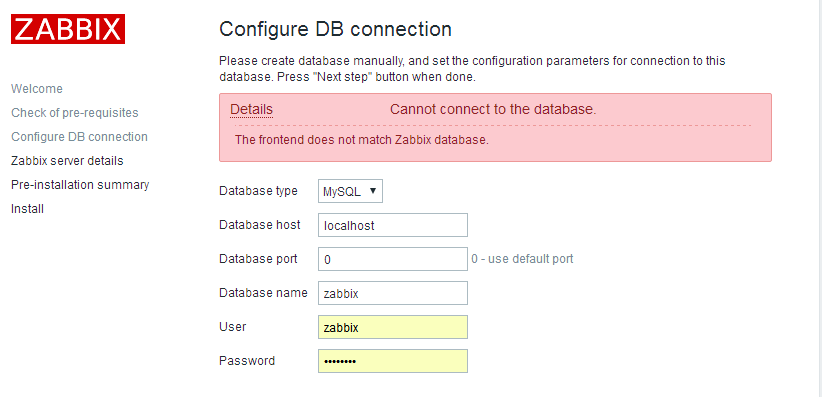 ZABBIX
Welcome
Check of pre-requisites
Configure DB connection
Zabbix server details
Pre-installation summary
Install
Configure DB connection
Please create database manually, and set the configuration parameters for connection to this
database. Press "Next step" button when done.
Details Cannot connect to the database.
The frontend does not match Zabbix database.
Database type MySQL
Database host localhost
Database port 0 0 - use default port
Database name zabbix
User zabbix
Password ••••••••